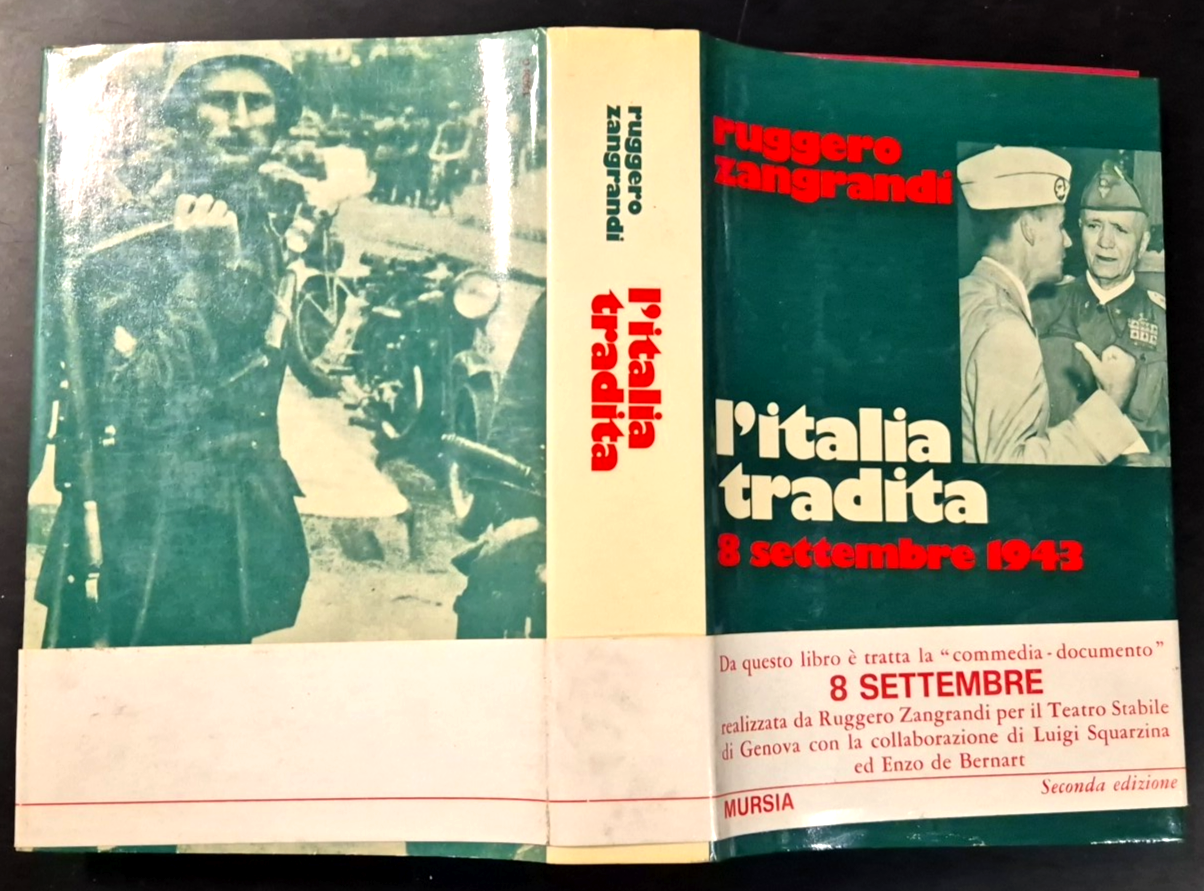 ruggero
zangrandi
l'italia
tradita
ruggero
zangrandi
l'italia
tradita
8 settembre 1943
Da questo libro è tratta la “commedia-documento”
8 SETTEMBRE
realizzata da Ruggero Zangrandi per il Teatro Stabile
di Genova con la collaborazione di Luigi Squarzina
ed Enzo de Bernart
Seconda edizione
MURSIA